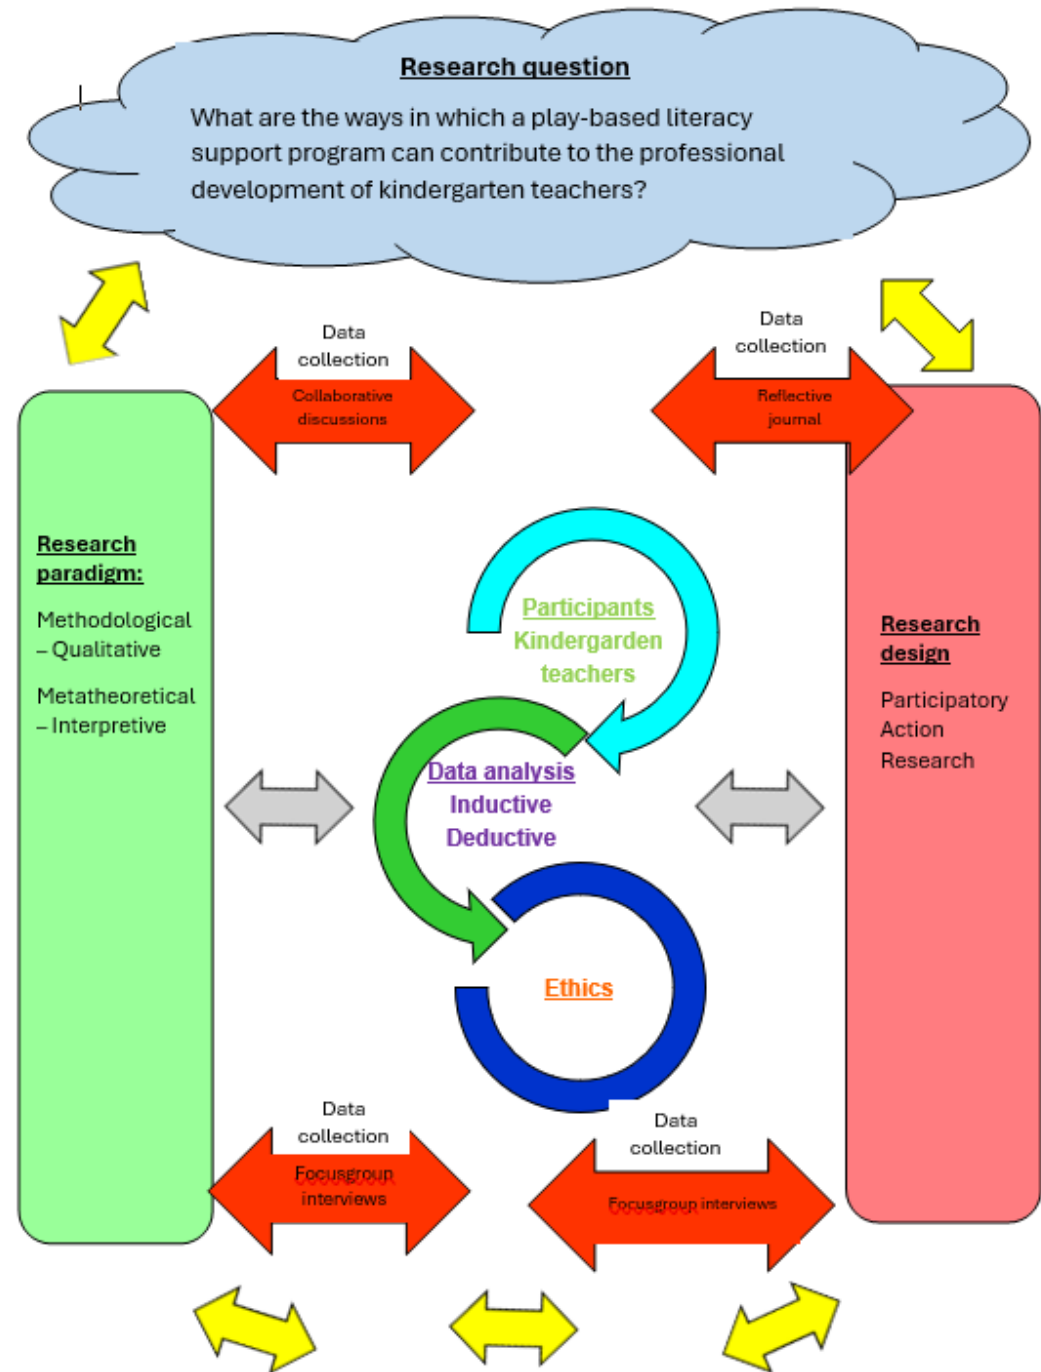 Research question
What are the ways in which a play-based literacy
support program can contribute to the professional
development of kindergarten teachers?
Data
collection
Collaborative
discussions
Data
collection
Reflective
journal
Research
paradigm:
Methodological
– Qualitative
Metatheoretical
– Interpretive
Participants
Kindergarden
teachers
Research
design
Participatory
Action
Research
Data analysis
Inductive
Deductive
Ethics
Data
collection
Focusgroup
interviews
Data
collection
Focusgroup interviews